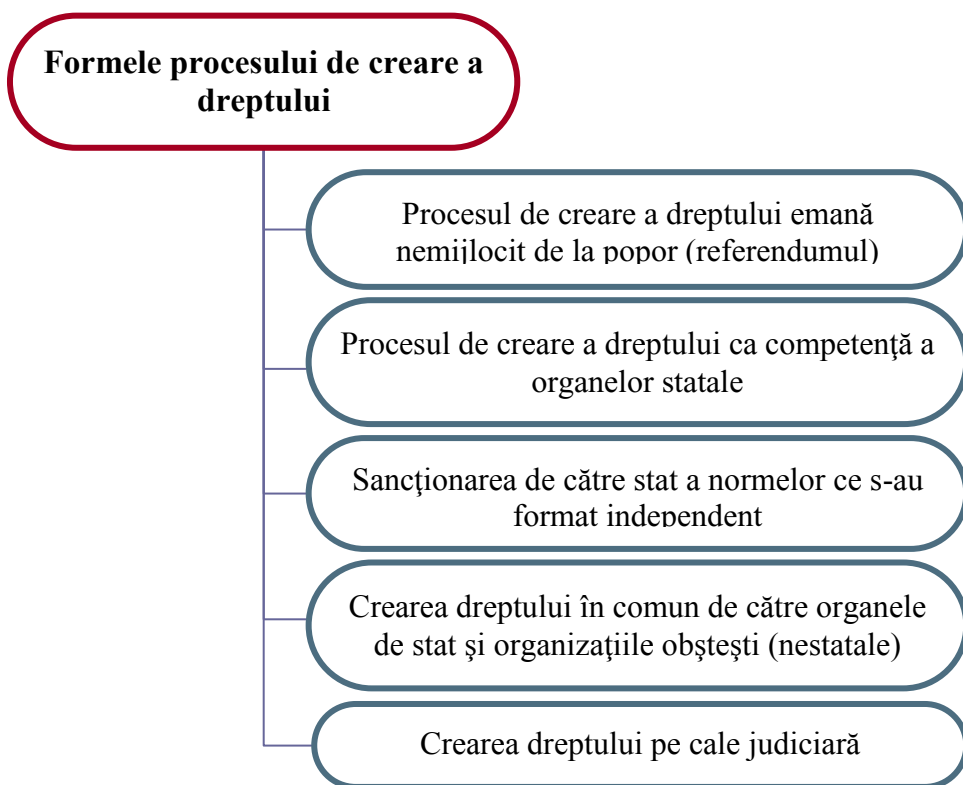 Formele procesului de creare a
dreptului
Procesul de creare a dreptului emană
nemijlocit de la popor (referendumul)
Procesul de creare a dreptului ca competenţă a
organelor statale
Sancţionarea de către stat a normelor ce s-au
format independent
Crearea dreptului în comun de către organele
de stat şi organizaţiile obşteşti (nestatale)
Crearea dreptului pe cale judiciară